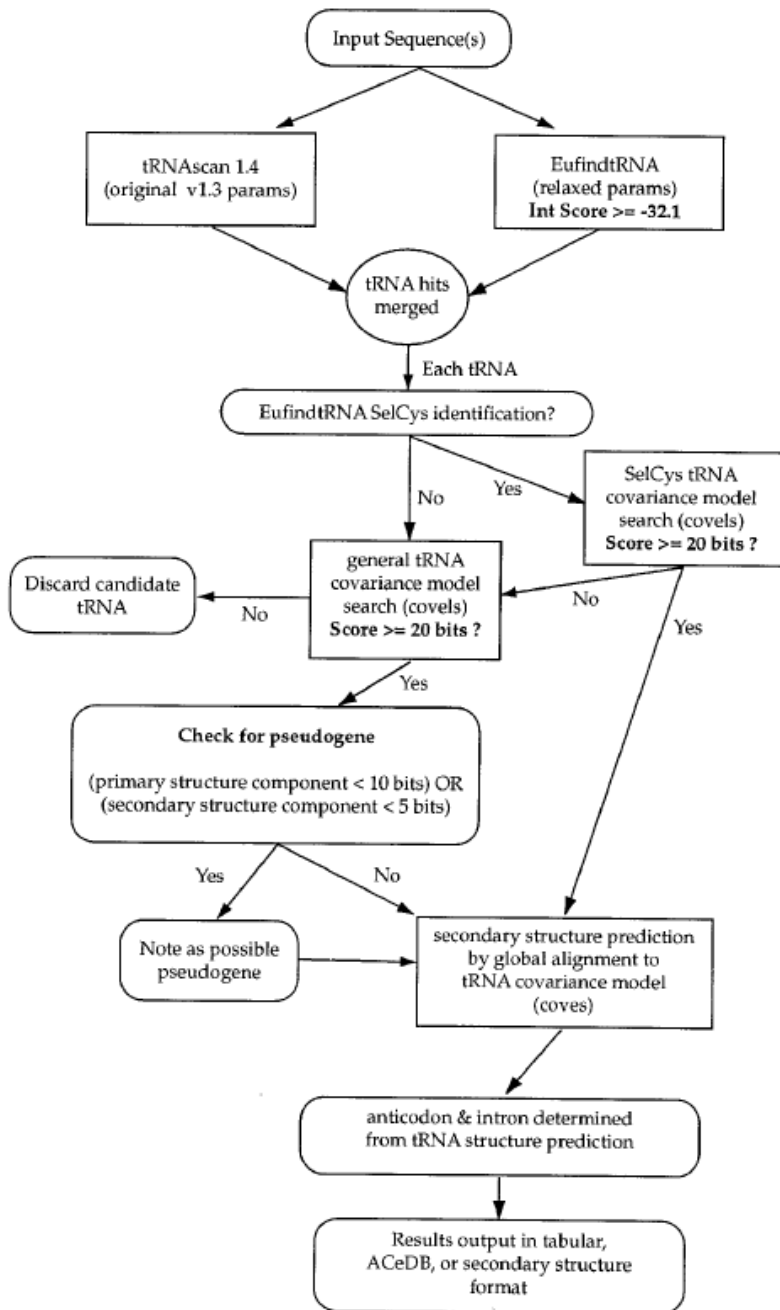 Input Sequence(s)
tRNAscan 1.4
(original v1.3 params)
EufindtRNA
(relaxed params)
Int Score >= -32.1
tRNA hits
merged
Each tRNA
EufindtRNA SelCys identification?
No
Yes
SelCys tRNA
covariance model
search (covels)
Score >= 20 bits ?
general tRNA
covariance model
search (covels)
Score >= 20 bits ?
Discard candidate
tRNA
No
No
Yes
Yes
Check for pseudogene
(primary structure component < 10 bits) OR
(secondary structure component < 5 bits)
Yes
No
Note as possible
pseudogene
secondary structure prediction
by global alignment to
tRNA covariance model
(coves)
anticodon & intron determined
from tRNA structure prediction
Results output in tabular,
ACeDB, or secondary structure
format